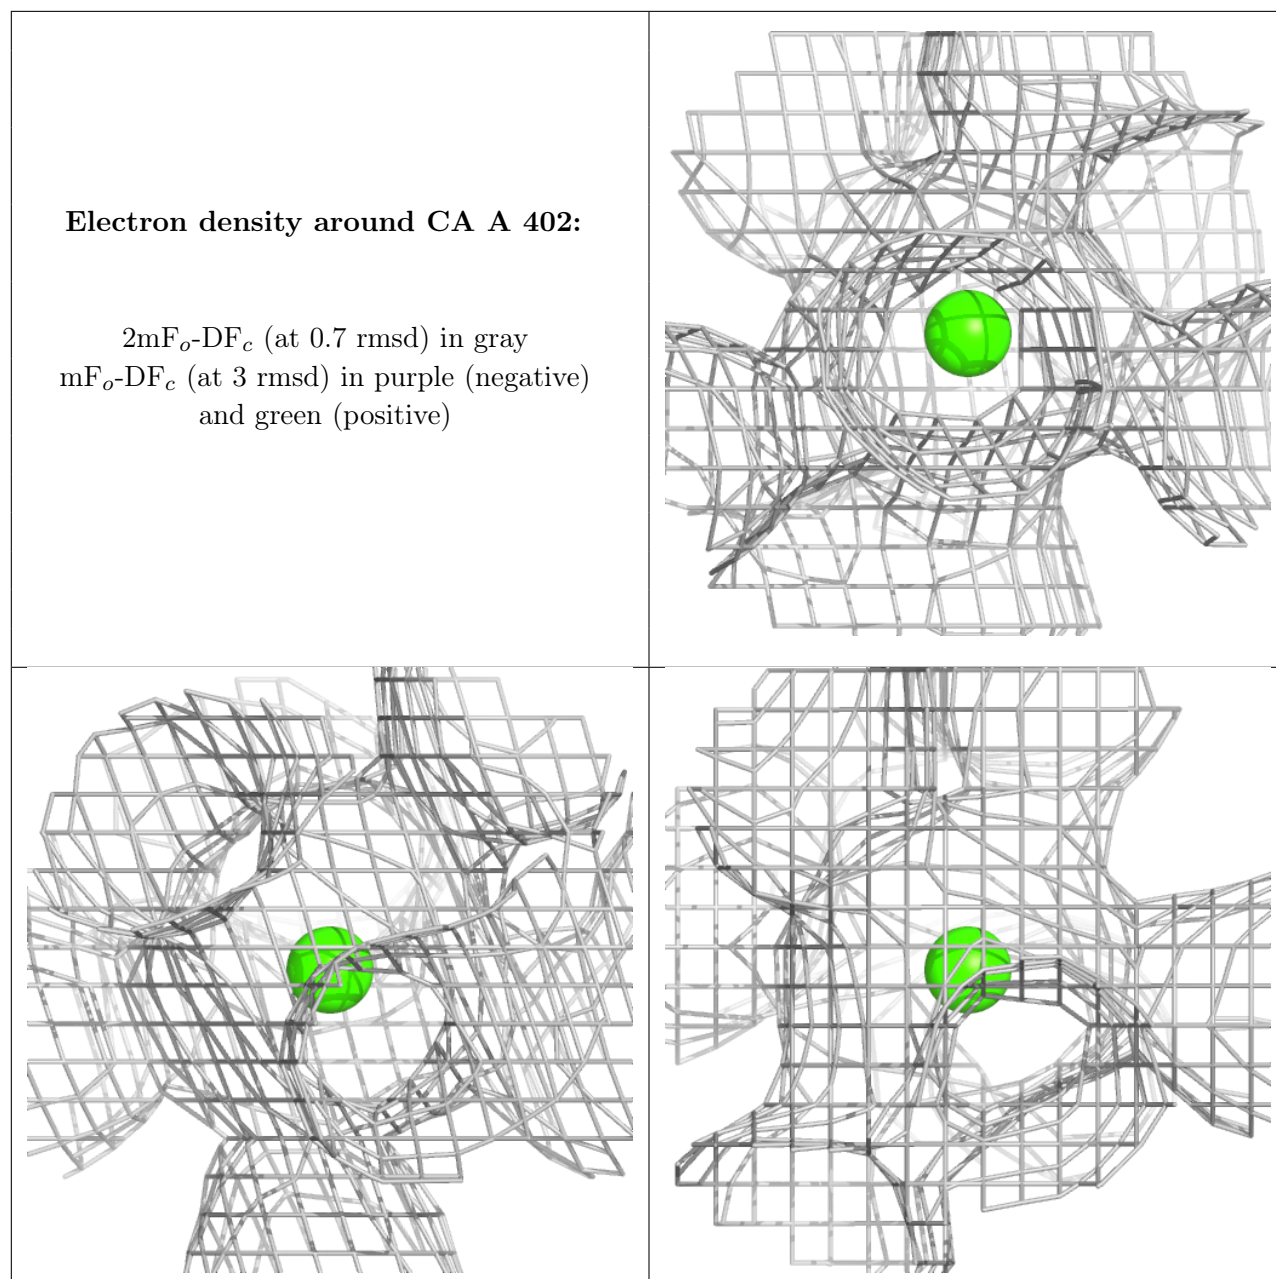 Electron density around CA A 402:
2mFo-DFc (at 0.7 rmsd) in gray
mFo-DFc (at 3 rmsd) in purple (negative)
and green (positive)